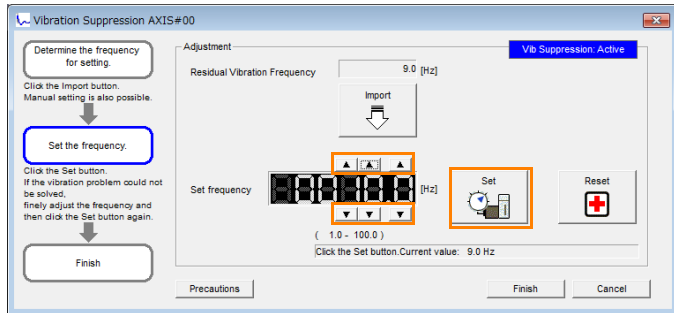 Vibration Suppression AXIS#00
Determine the frequency
for setting.
Click the Import button.
Manual setting is also possible.
Set the frequency.
Click the Set button.
If the vibration problem could not
be solved,
finely adjust the frequency and
then click the Set button again.
Finish
Adjustment
Vib Suppression: Active
Residual Vibration Frequency
9.0 [Hz]
Import
Set frequency
[Hz]
Set
Reset
( 1.0 - 100.0 )
Click the Set button.Current value: 9.0 Hz
Precautions
Finish
Cancel